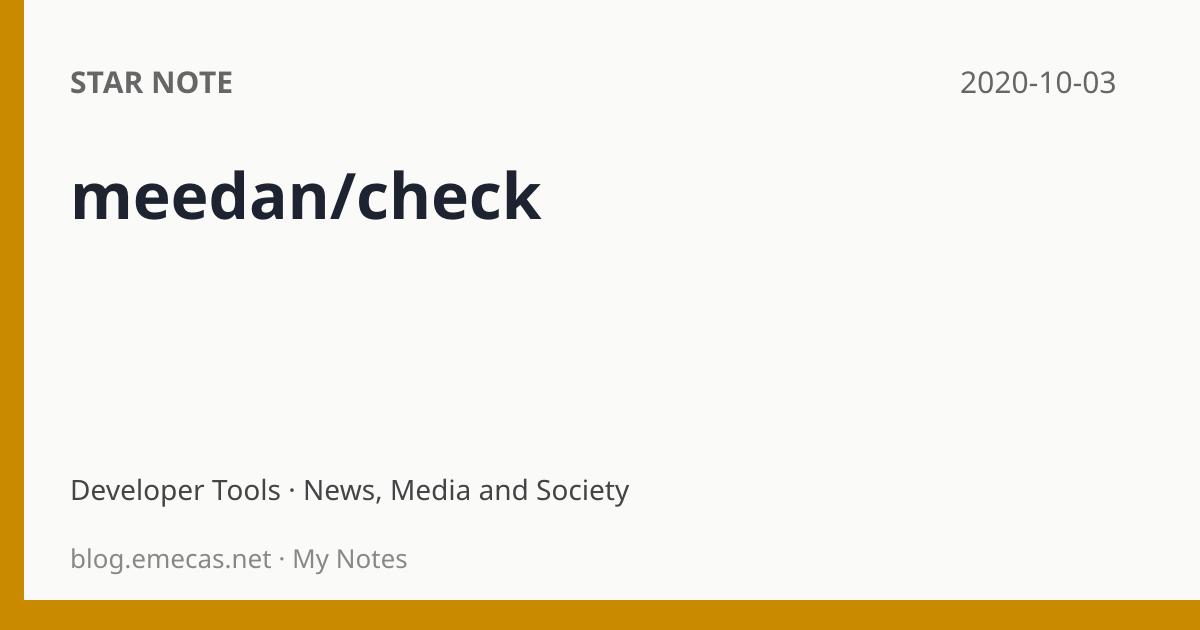 STAR NOTE
2020-10-03
meedan/check
Developer Tools · News, Media and Society
blog.emecas.net · My Notes